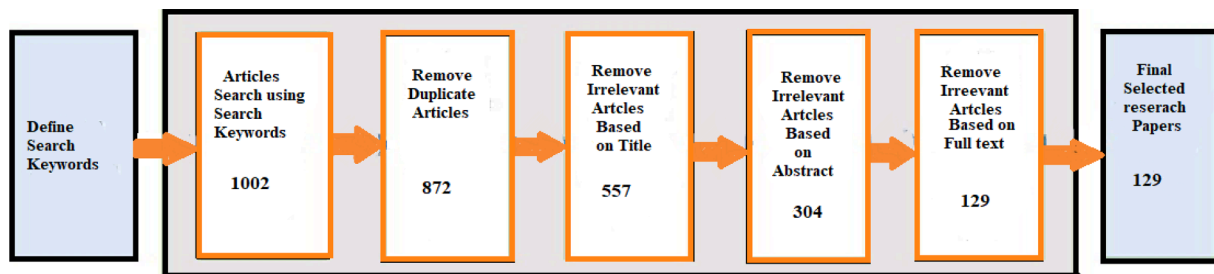 Define
Search
Keywords
Articles
Search using
Search
Keywords
1002
Remove
Duplicate
Articles
872
Remove
Irrelevant
Artcles
Based
on Title
557
Remove
Irrelevant
Artcles
Based
on
Abstract
304
Remove
Irreevant
Artcles
Based on
Full text
129
Final
Selected
reserach
Papers
129